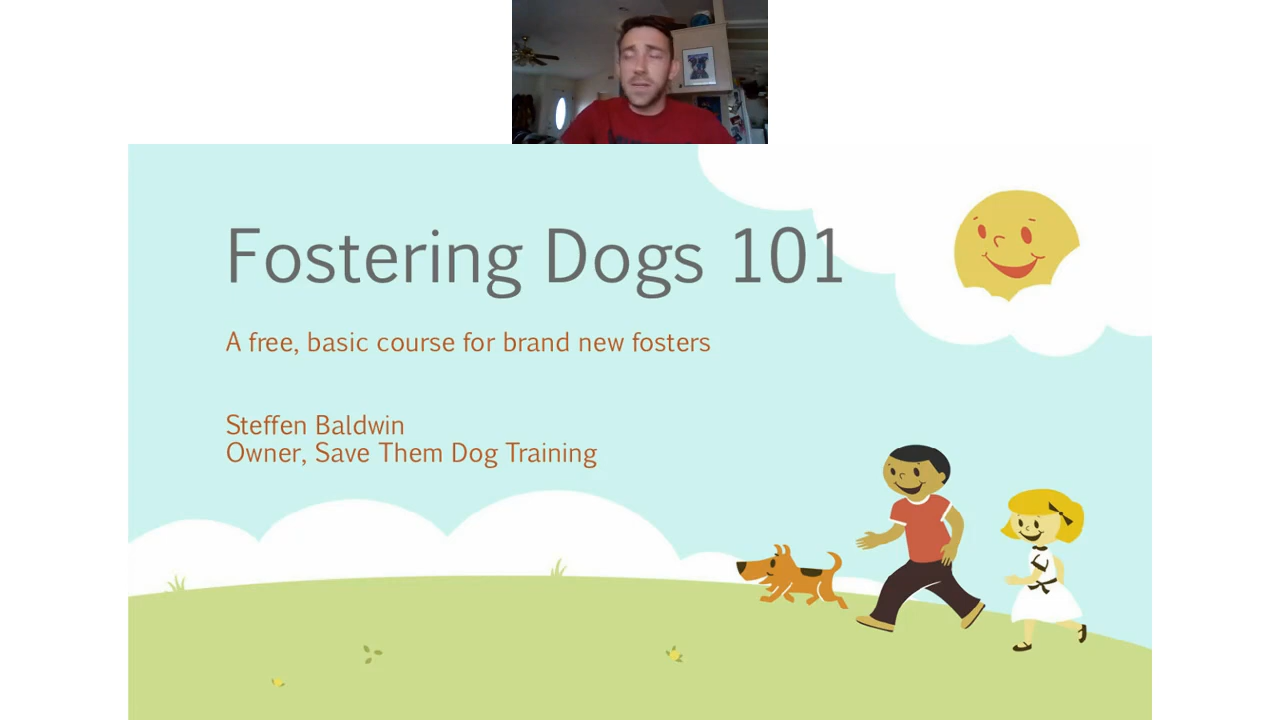 Fostering Dogs 101
A free, basic course for brand new fosters
Steffen Baldwin
Owner, Save Them Dog Training